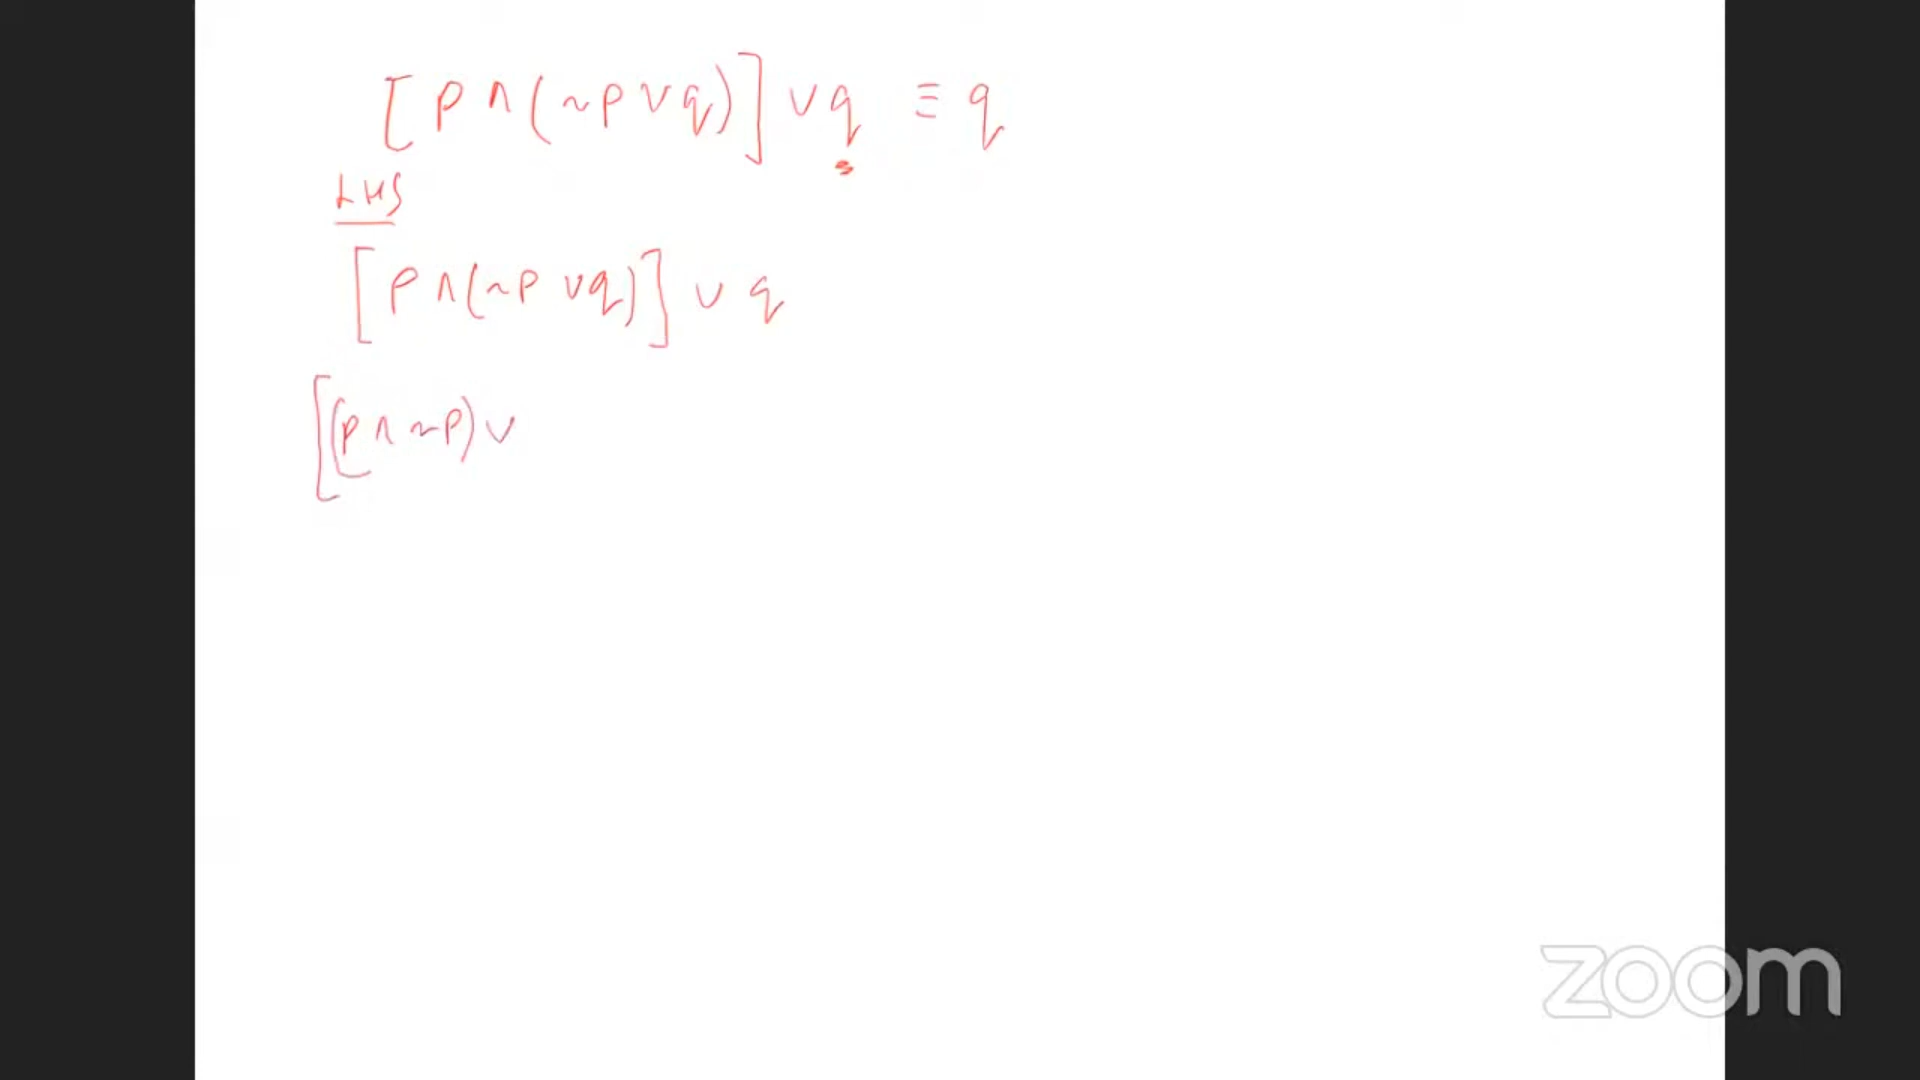 [p ∧ (~p ∨ q)] ∨ q ≡ q
LHS
[p ∧ (~p ∨ q)] ∨ q
[(p ∧ ~p) ∨
zoom